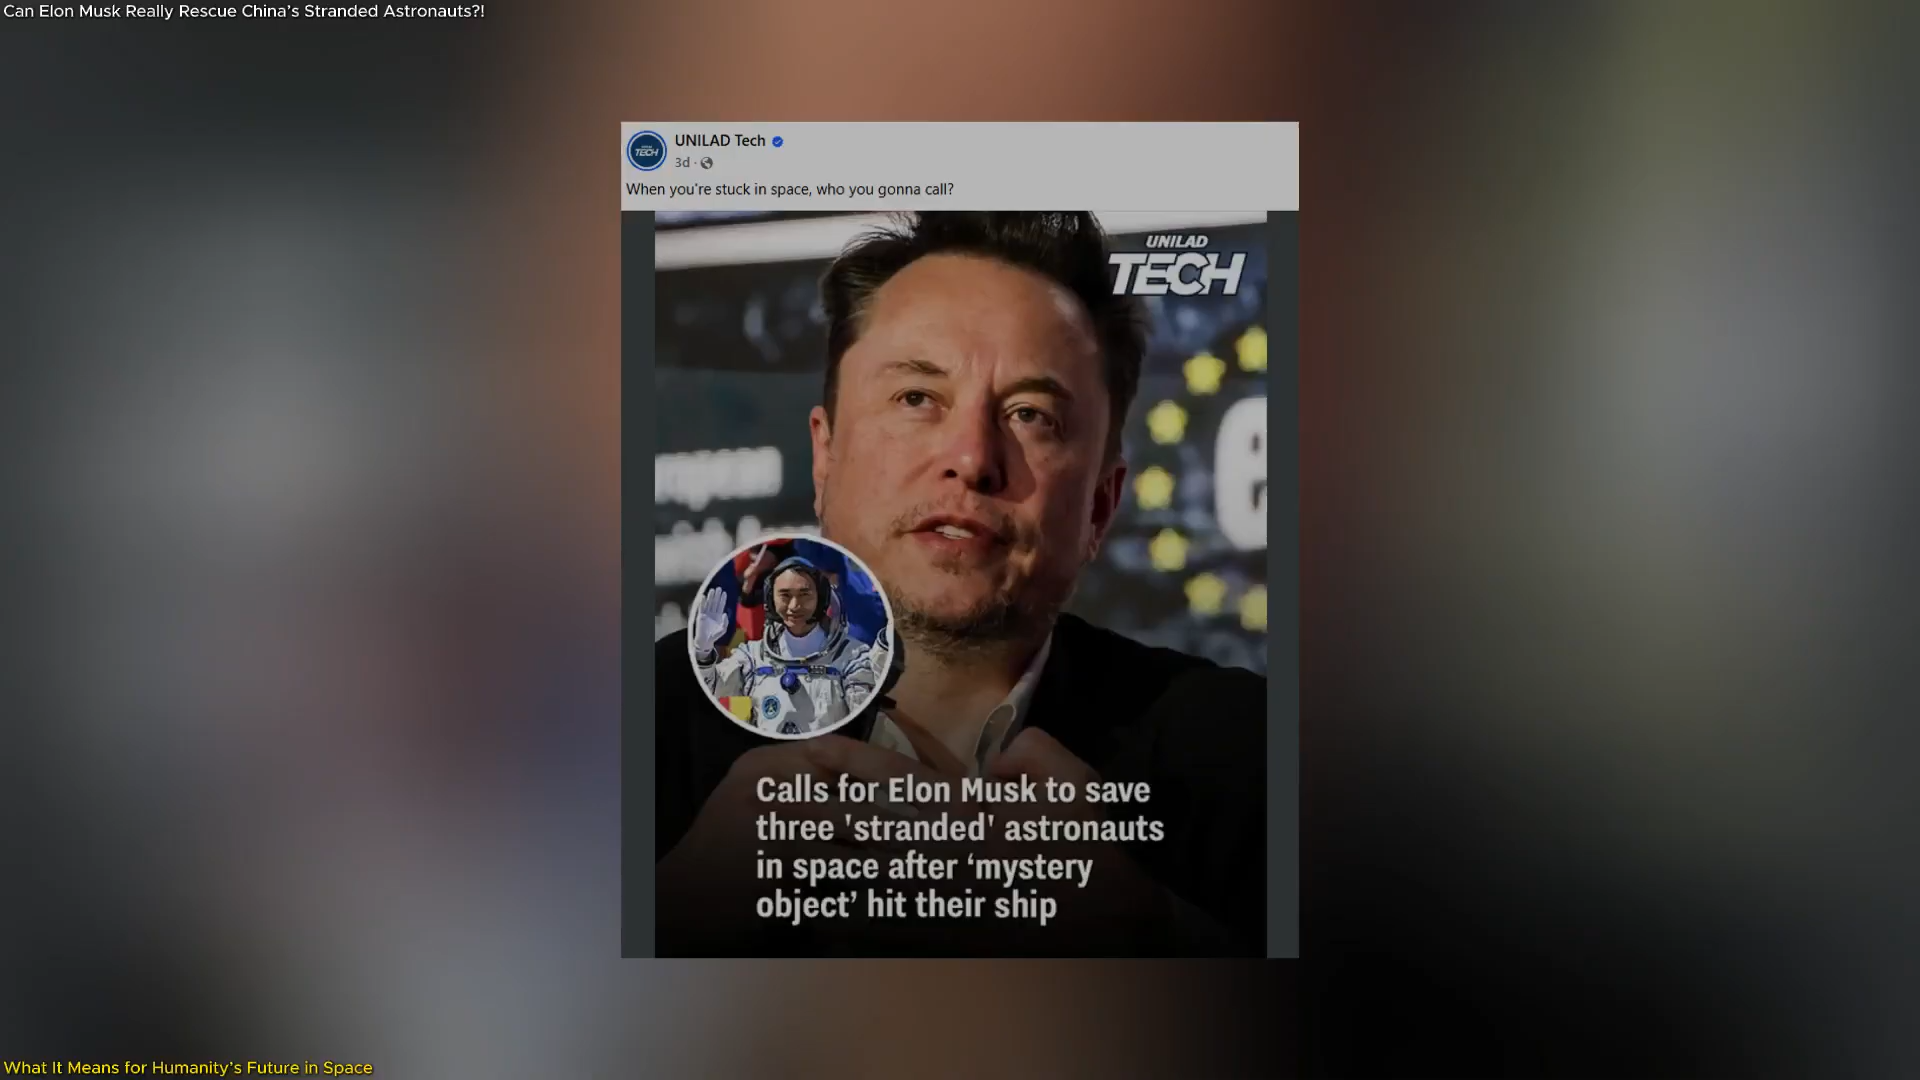 Can Elon Musk Really Rescue China’s Stranded Astronauts?!
UNILAD Tech
3d ·
When you're stuck in space, who you gonna call?
UNILAD
TECH
Calls for Elon Musk to save
three 'stranded' astronauts
in space after ‘mystery
object’ hit their ship
What It Means for Humanity’s Future in Space